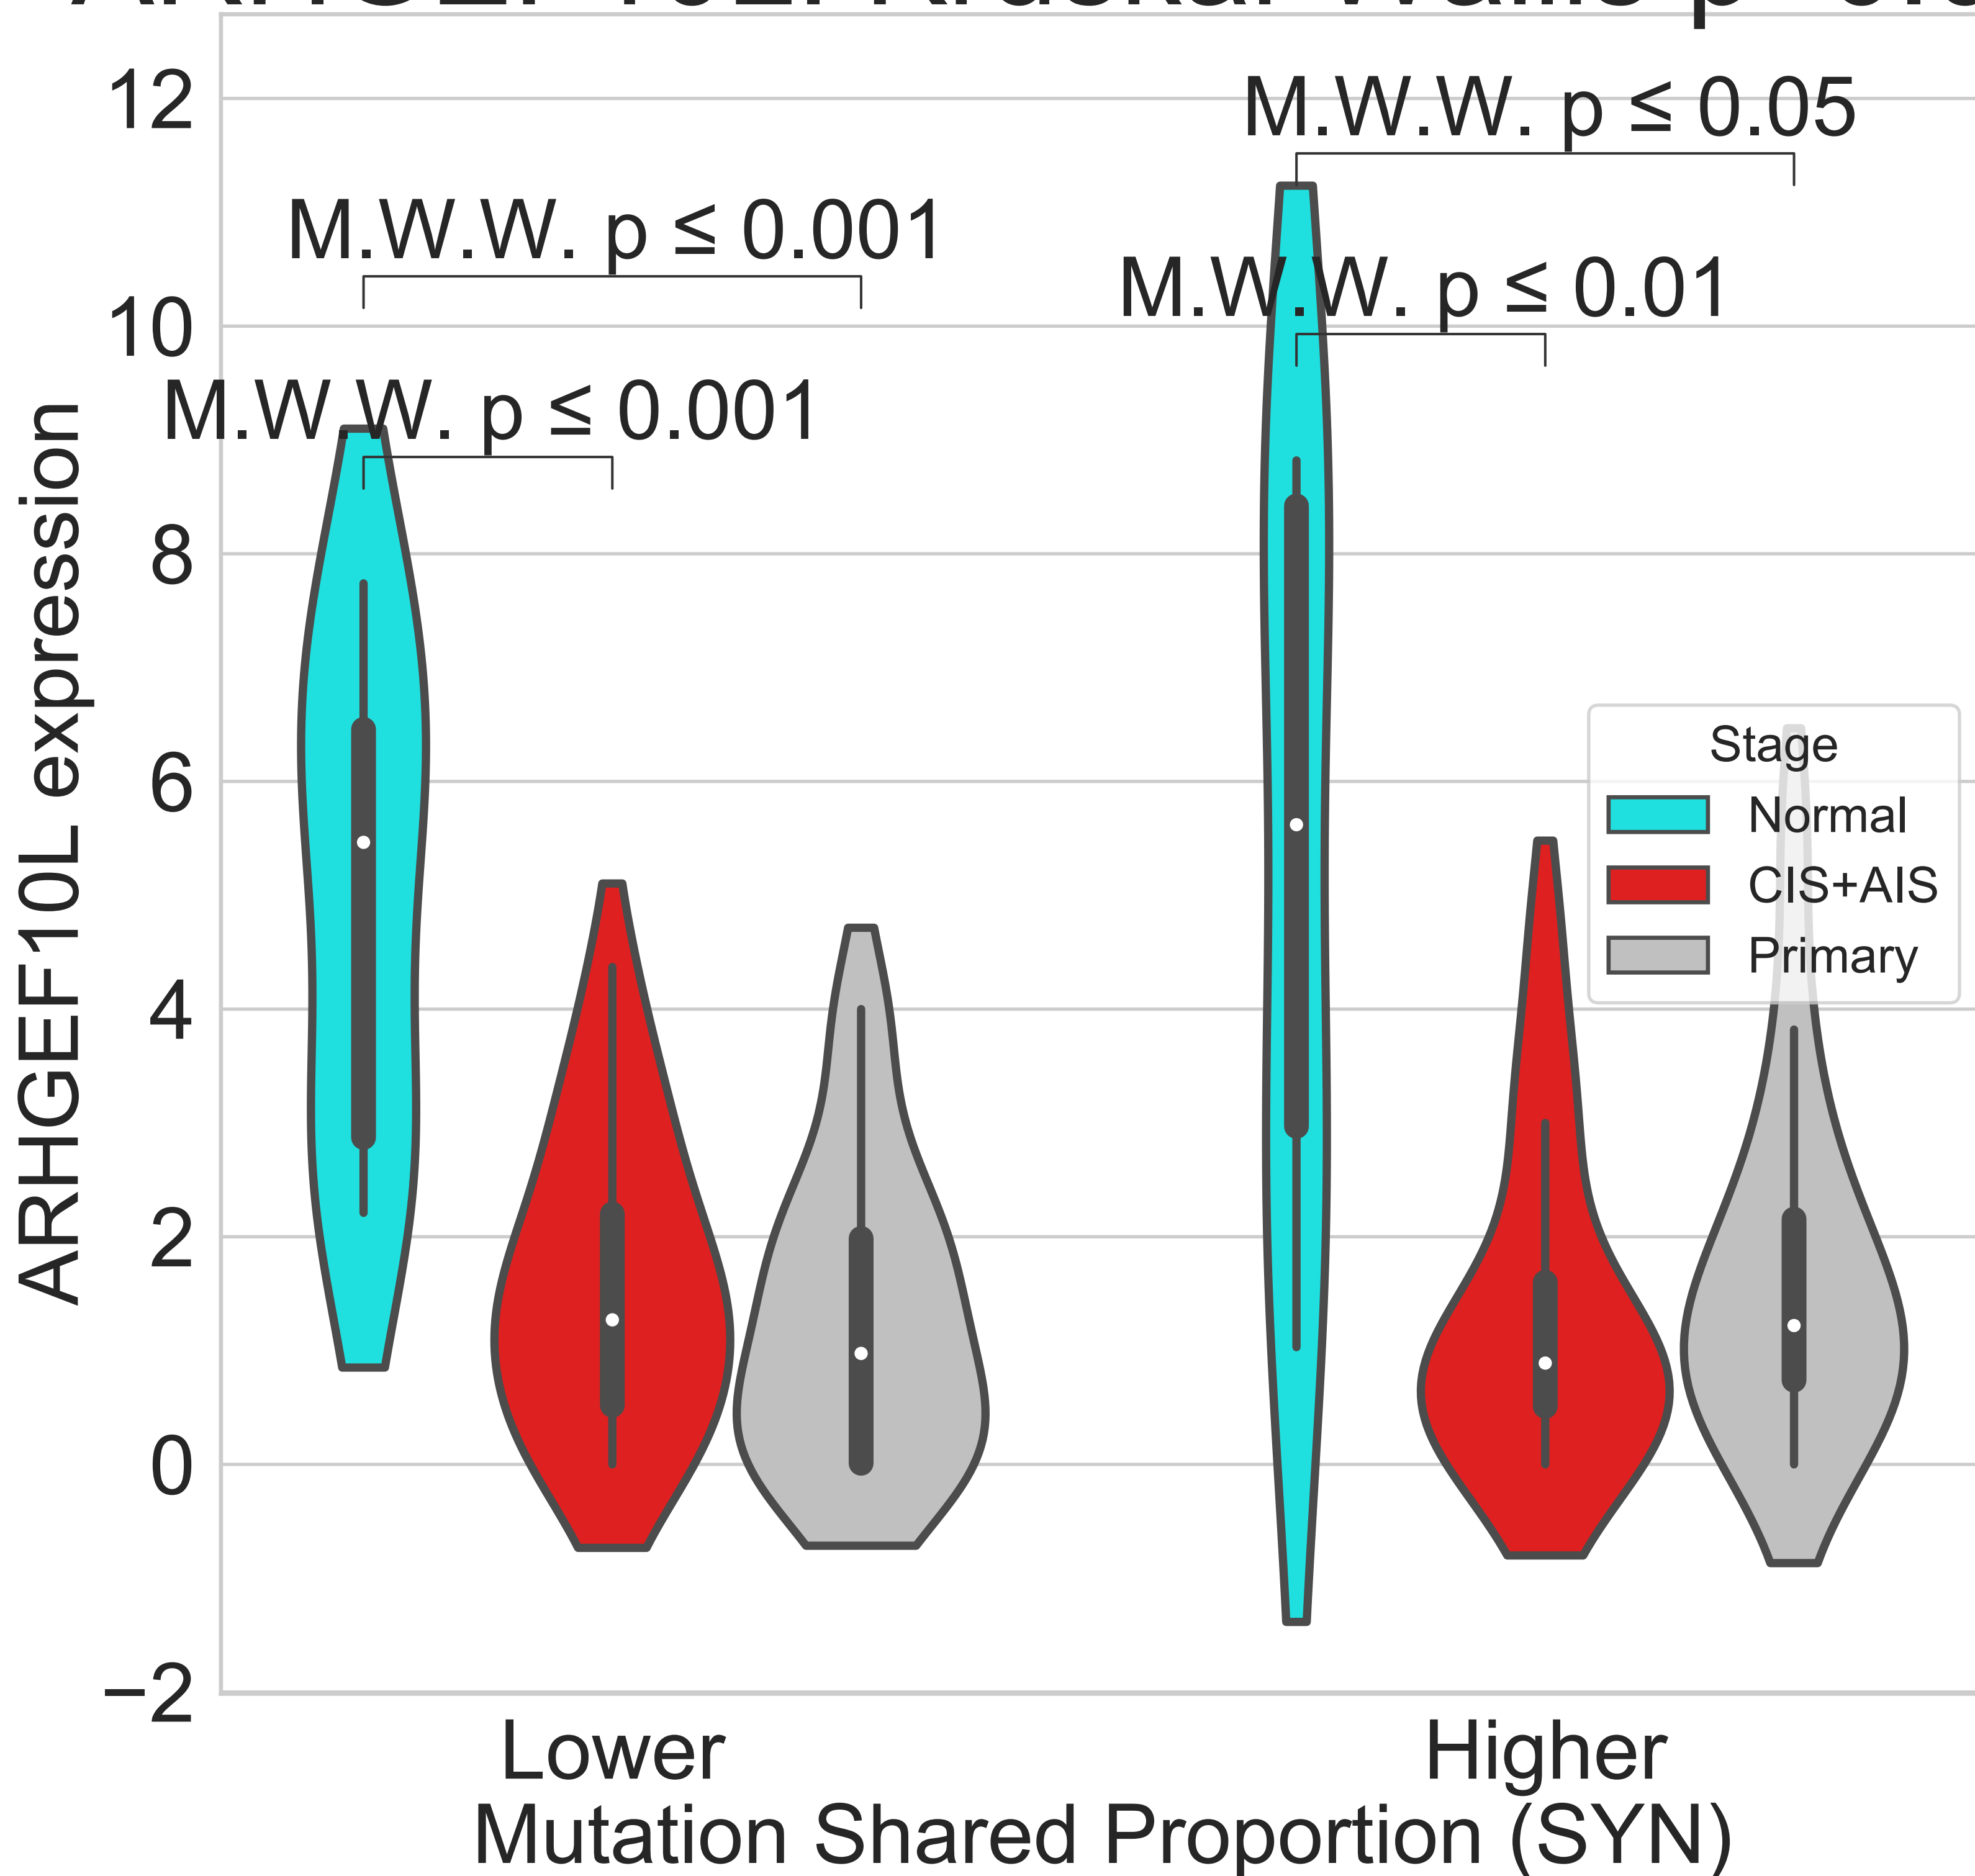 12
10
8
6
4
2
0
−2
ARHGEF10L expression
M.W.W. p ≤ 0.05
M.W.W. p ≤ 0.001
M.W.W. p ≤ 0.01
M.W.W. p ≤ 0.001
Stage
Normal
CIS+AIS
Primary
Lower
Higher
Mutation Shared Proportion (SYN)